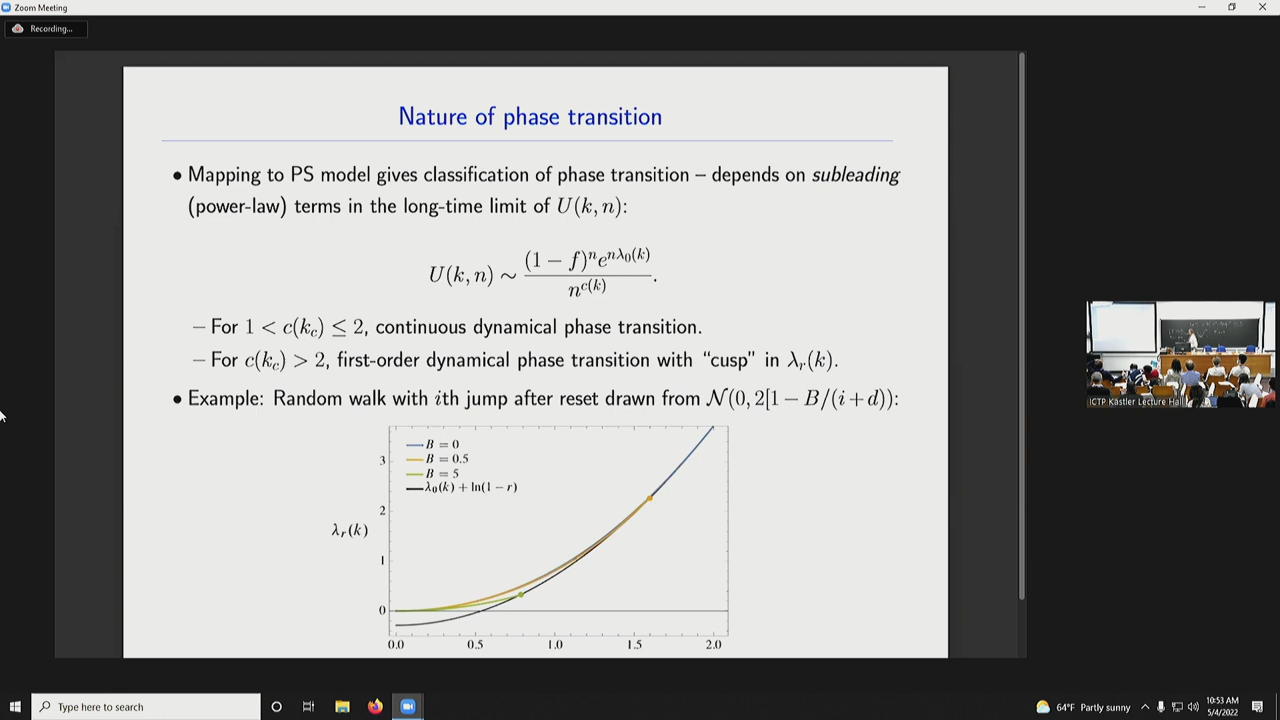 Zoom Meeting
Recording...
Nature of phase transition
• Mapping to PS model gives classification of phase transition – depends on subleading
(power-law) terms in the long-time limit of U(k, n):
U(k, n) ∼ (1 − f)ⁿe^{nλ₀(k)} / n^{c(k)}.
– For 1 < c(k_c) ≤ 2, continuous dynamical phase transition.
– For c(k_c) > 2, first-order dynamical phase transition with “cusp” in λ_r(k).
• Example: Random walk with ith jump after reset drawn from 𝒩(0, 2[1 − B/(i+d)):
B = 0
B = 0.5
B = 5
λ₀(k) + ln(1 − r)
3
2
λ_r(k)
1
0
0.0 0.5 1.0 1.5 2.0
ICTP Kastler Lecture Hall
Type here to search
64°F Partly sunny
10:53 AM
5/4/2022